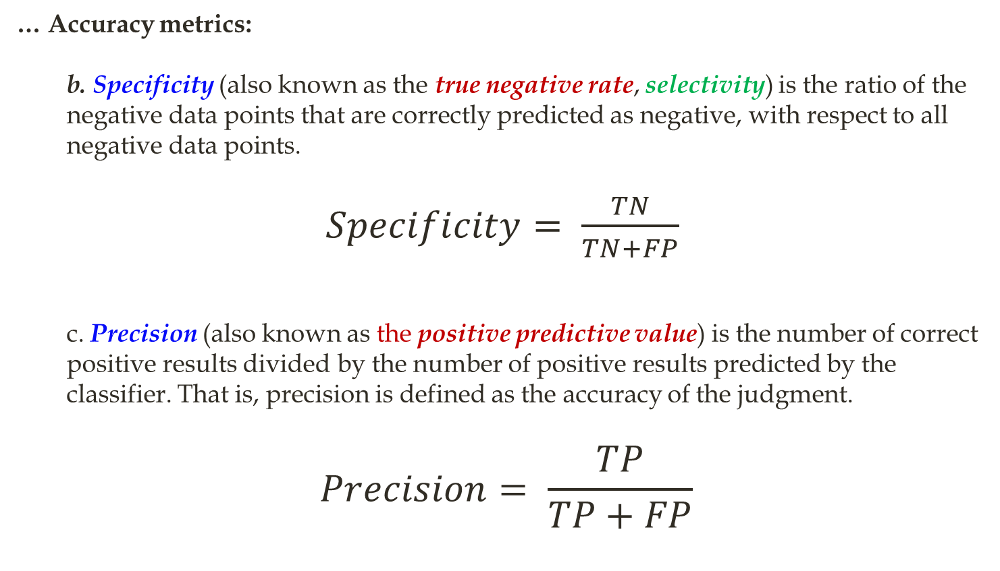 ... Accuracy metrics:
b. Specificity (also known as the true negative rate, selectivity) is the ratio of the
negative data points that are correctly predicted as negative, with respect to all
negative data points.
Specificity = TN / TN+FP
c. Precision (also known as the positive predictive value) is the number of correct
positive results divided by the number of positive results predicted by the
classifier. That is, precision is defined as the accuracy of the judgment.
Precision = TP / TP + FP